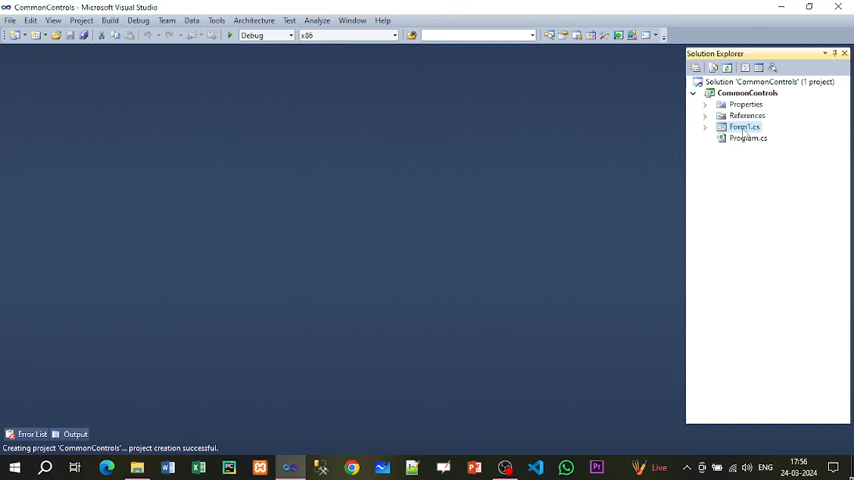 CommonControls - Microsoft Visual Studio
File Edit View Project Build Debug Team Data Tools Architecture Test Analyze Window Help
Debug x86
Solution Explorer
Solution 'CommonControls' (1 project)
CommonControls
Properties
References
Form1.cs
Program.cs
Error List Output
Creating project 'CommonControls'... project creation successful.
Live ENG 17:56
24-03-2024